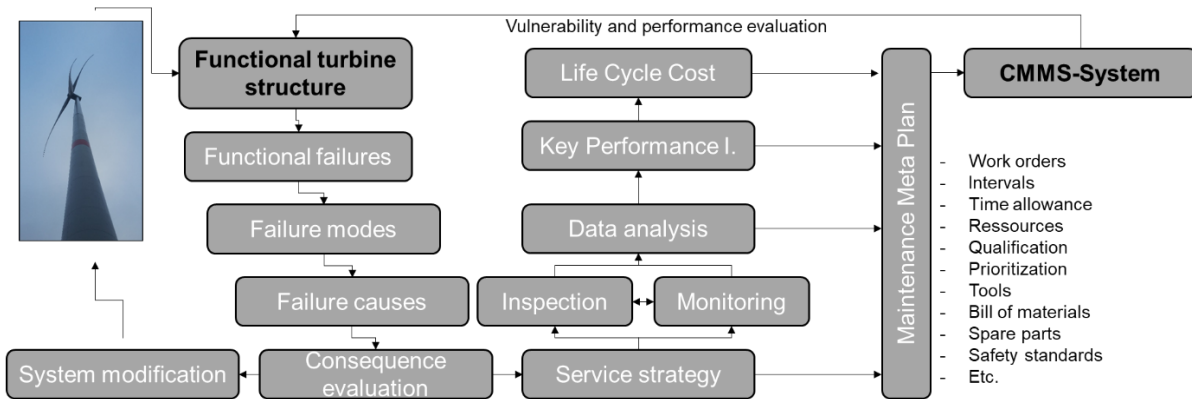 Vulnerability and performance evaluation
Functional turbine
structure
Life Cycle Cost
CMMS-System
Functional failures
Key Performance I.
Failure modes
Data analysis
Failure causes
Inspection
Monitoring
System modification
Consequence
evaluation
Service strategy
Maintenance Meta Plan
- Work orders
- Intervals
- Time allowance
- Ressources
- Qualification
- Prioritization
- Tools
- Bill of materials
- Spare parts
- Safety standards
- Etc.